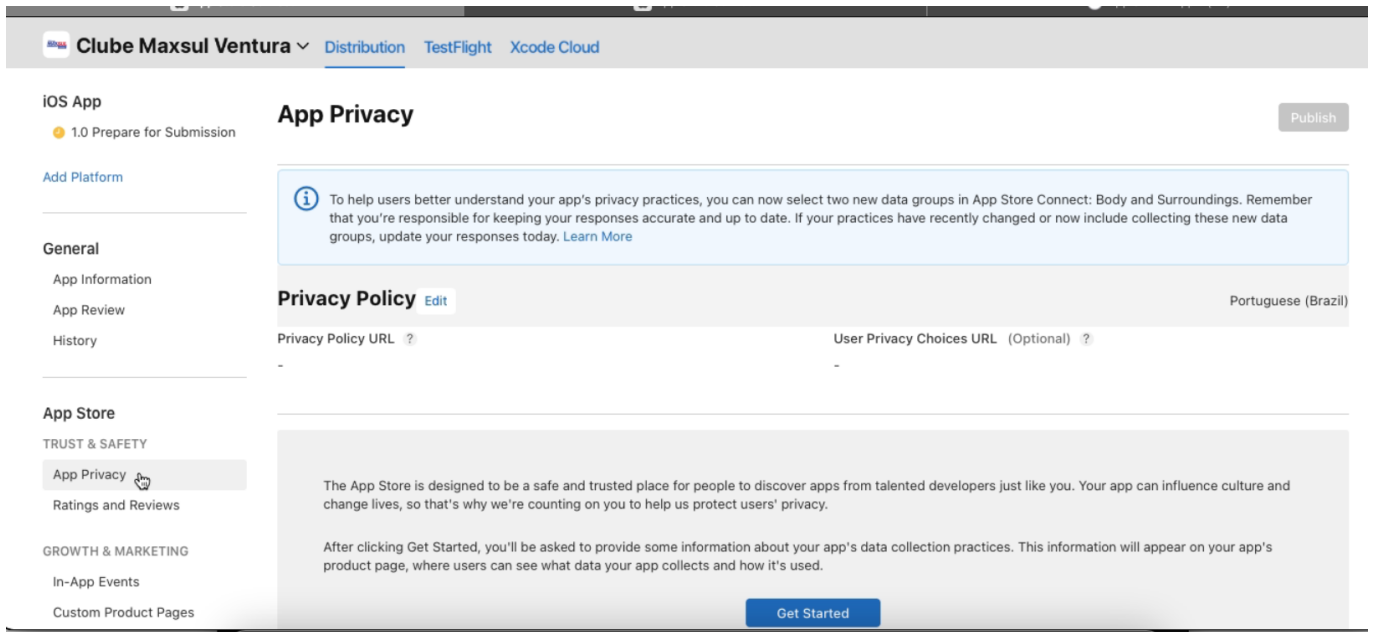 Clube Maxsul Ventura
Distribution
TestFlight
Xcode Cloud
iOS App
1.0 Prepare for Submission
Add Platform
General
App Information
App Review
History
App Store
TRUST & SAFETY
App Privacy
Ratings and Reviews
GROWTH & MARKETING
In-App Events
Custom Product Pages
App Privacy
Publish
To help users better understand your app's privacy practices, you can now select two new data groups in App Store Connect: Body and Surroundings. Remember
that you're responsible for keeping your responses accurate and up to date. If your practices have recently changed or now include collecting these new data
groups, update your responses today. Learn More
Privacy Policy Edit
Portuguese (Brazil)
Privacy Policy URL ?
-
User Privacy Choices URL (Optional) ?
-
The App Store is designed to be a safe and trusted place for people to discover apps from talented developers just like you. Your app can influence culture and
change lives, so that's why we're counting on you to help us protect users' privacy.
After clicking Get Started, you'll be asked to provide some information about your app's data collection practices. This information will appear on your app's
product page, where users can see what data your app collects and how it's used.
Get Started